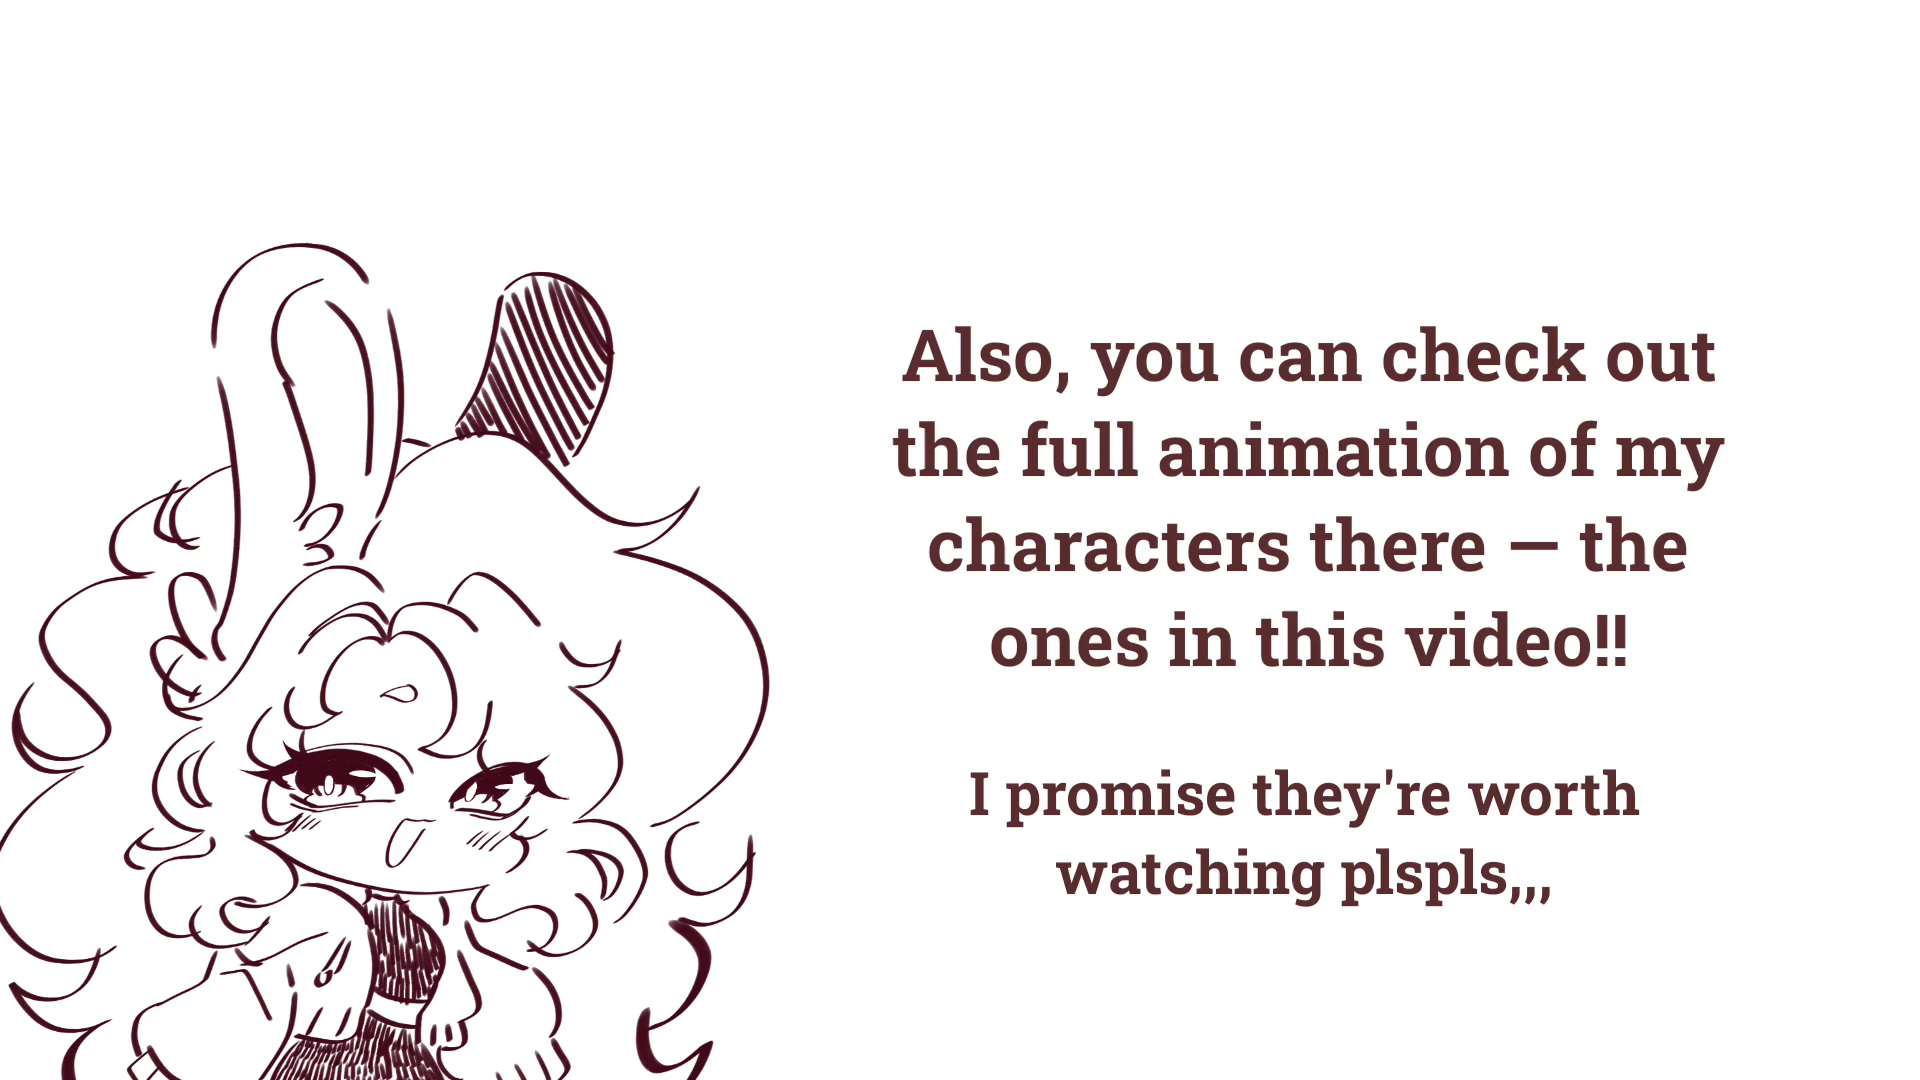 Also, you can check out
the full animation of my
characters there — the
ones in this video!!
I promise they're worth
watching plspls,,,